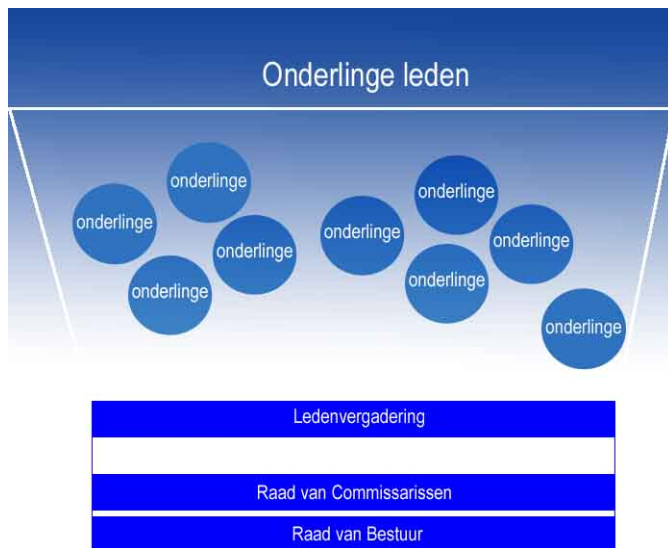 Onderlinge leden
onderlinge
onderlinge
onderlinge
onderlinge
onderlinge
onderlinge
onderlinge
onderlinge
onderlinge
Ledenvergadering
Raad van Commissarissen
Raad van Bestuur